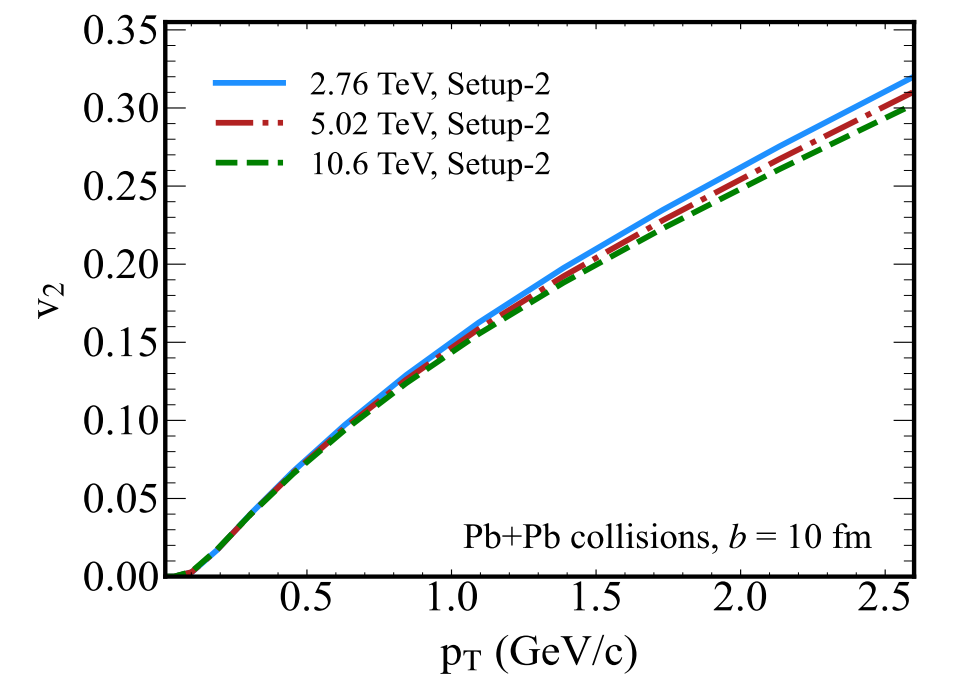 0.35
0.30
0.25
0.20
0.15
0.10
0.05
0.00
v2
2.76 TeV, Setup-2
5.02 TeV, Setup-2
10.6 TeV, Setup-2
Pb+Pb collisions, b = 10 fm
0.5 1.0 1.5 2.0 2.5
pT (GeV/c)